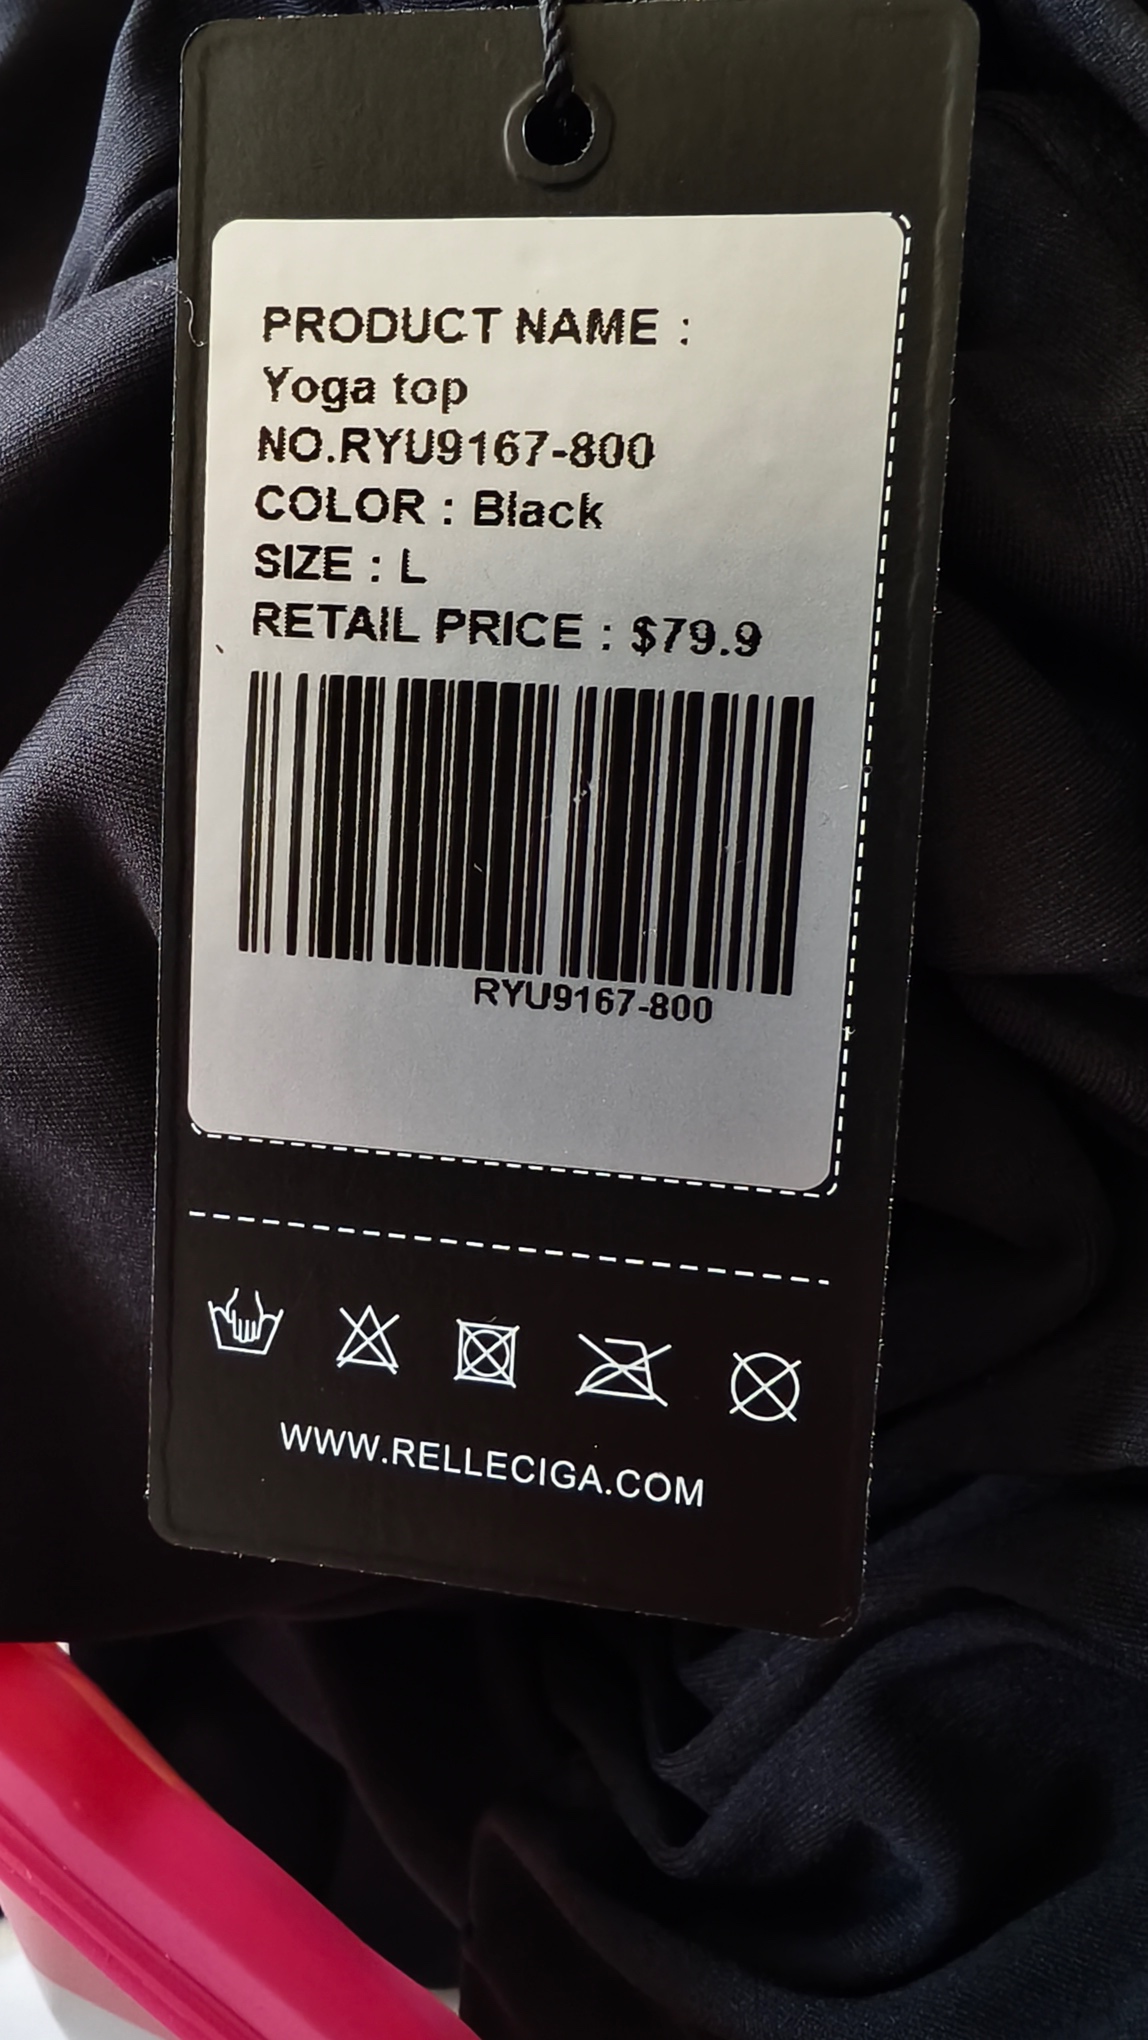 PRODUCT NAME :
Yoga top
NO.RYU9167-800
COLOR : Black
SIZE : L
RETAIL PRICE : $79.9
RYU9167-800
WWW.RELLECIGA.COM